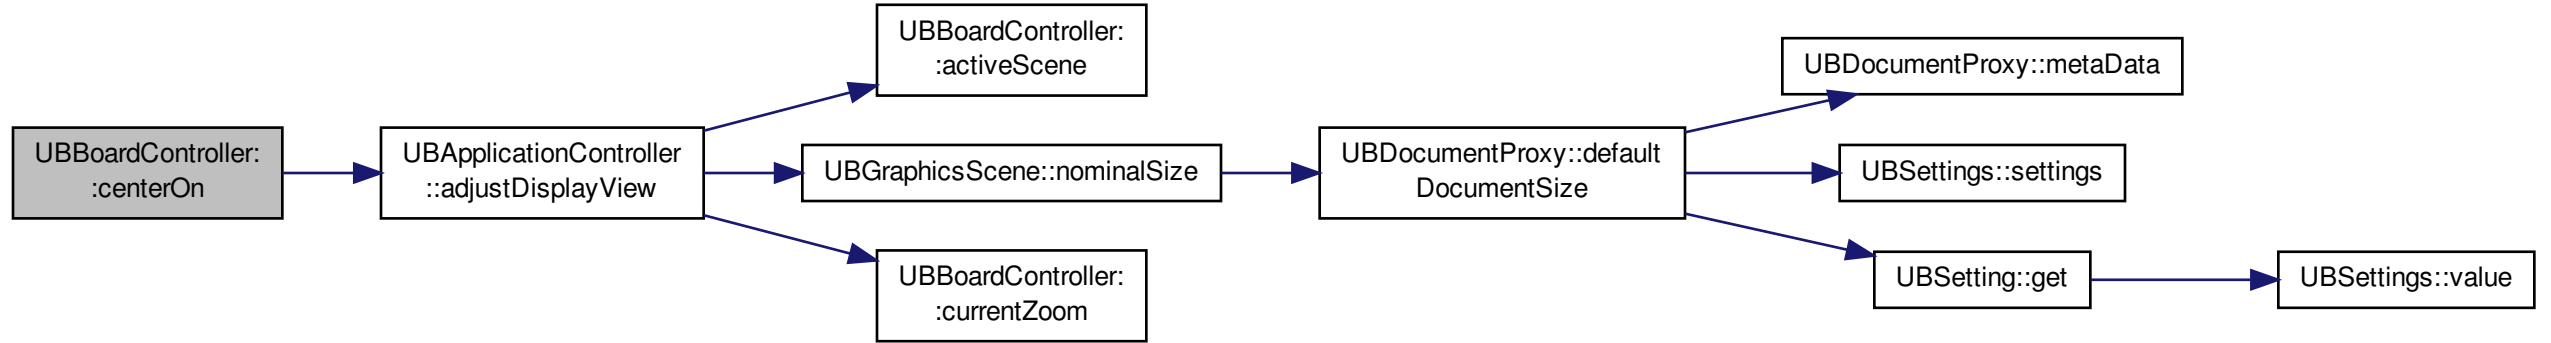 UBBoardController:
:centerOn
UBApplicationController
::adjustDisplayView
UBBoardController:
:activeScene
UBGraphicsScene::nominalSize
UBBoardController:
:currentZoom
UBDocumentProxy::default
DocumentSize
UBDocumentProxy::metaData
UBSettings::settings
UBSetting::get
UBSettings::value